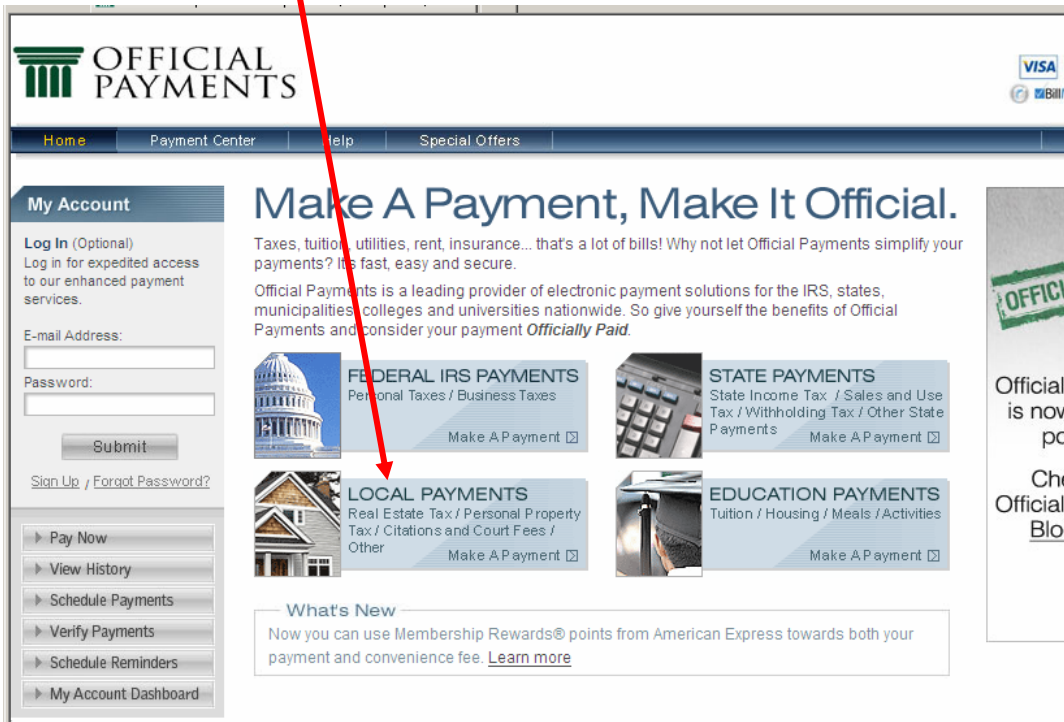 OFFICIAL
PAYMENTS
VISA
Home Payment Center Help Special Offers
My Account
Log In (Optional)
Log in for expedited access
to our enhanced payment
services.
E-mail Address:
Password:
Submit
Sign Up / Forgot Password?
Pay Now
View History
Schedule Payments
Verify Payments
Schedule Reminders
My Account Dashboard
Make A Payment, Make It Official.
Taxes, tuition, utilities, rent, insurance... that's a lot of bills! Why not let Official Payments simplify your
payments? It's fast, easy and secure.
Official Payments is a leading provider of electronic payment solutions for the IRS, states,
municipalities, colleges and universities nationwide. So give yourself the benefits of Official
Payments and consider your payment Officially Paid.
FEDERAL IRS PAYMENTS
Personal Taxes / Business Taxes
Make A Payment
STATE PAYMENTS
State Income Tax / Sales and Use
Tax / Withholding Tax / Other State
Payments Make A Payment
LOCAL PAYMENTS
Real Estate Tax / Personal Property
Tax / Citations and Court Fees /
Other Make A Payment
EDUCATION PAYMENTS
Tuition / Housing / Meals / Activities
Make A Payment
What's New
Now you can use Membership Rewards® points from American Express towards both your
payment and convenience fee. Learn more
OFFICI
Official
is now
po
Che
Official
Blo